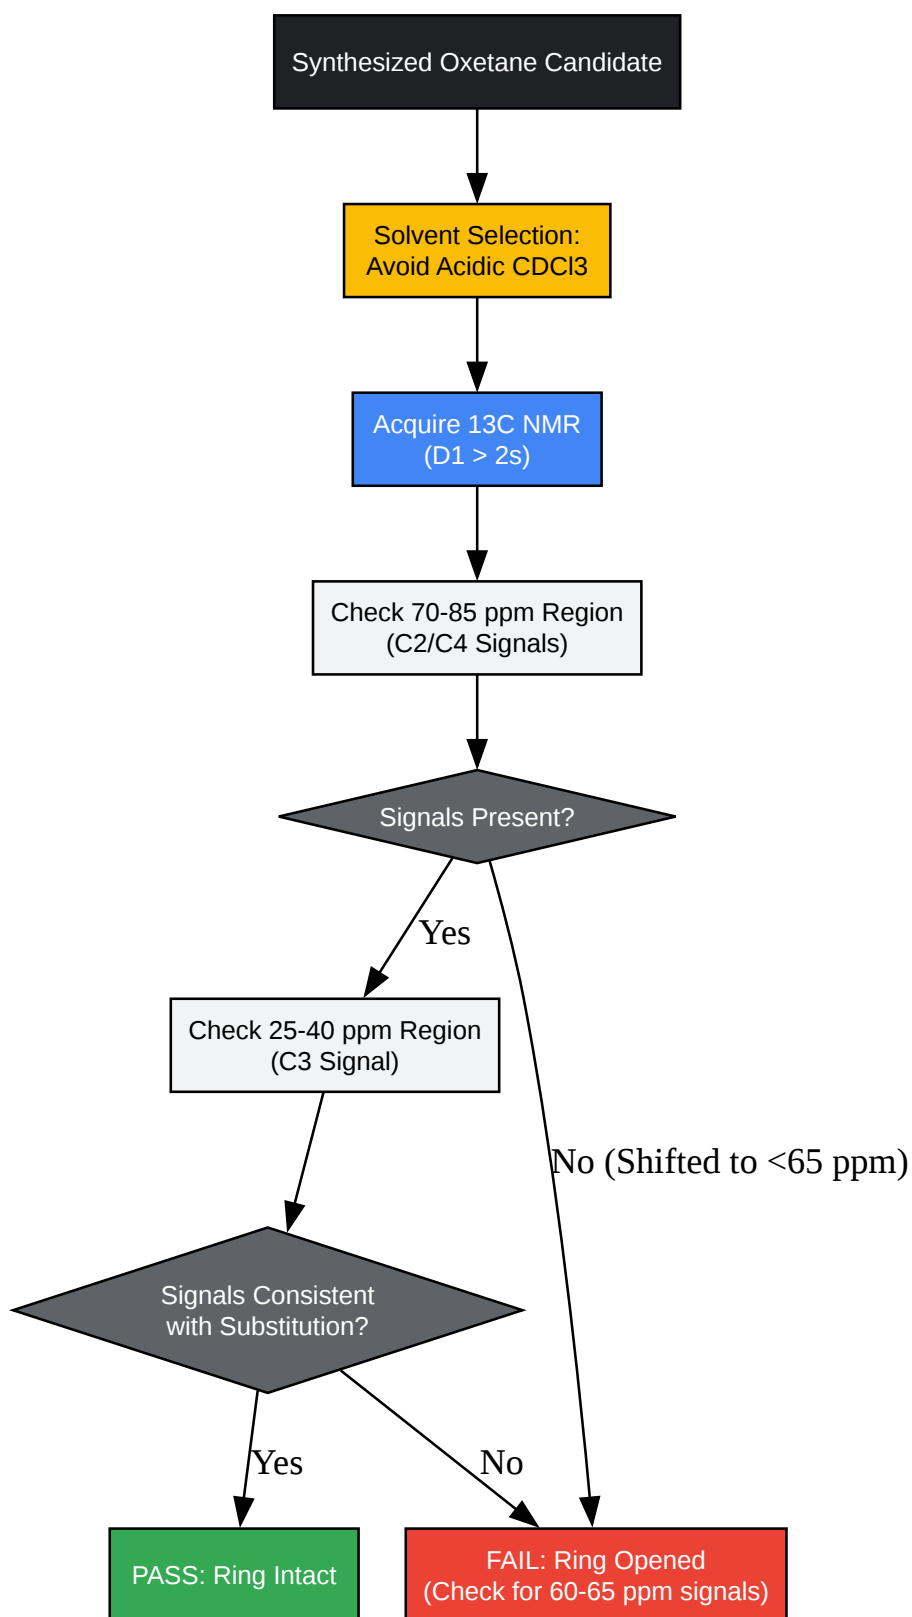 Synthesized Oxetane Candidate
Solvent Selection:
Avoid Acidic CDCl3
Acquire 13C NMR
(D1 > 2s)
Check 70-85 ppm Region
(C2/C4 Signals)
Signals Present?
Yes
Check 25-40 ppm Region
(C3 Signal)
No (Shifted to <65 ppm)
Signals Consistent
with Substitution?
Yes
No
PASS: Ring Intact
FAIL: Ring Opened
(Check for 60-65 ppm signals)